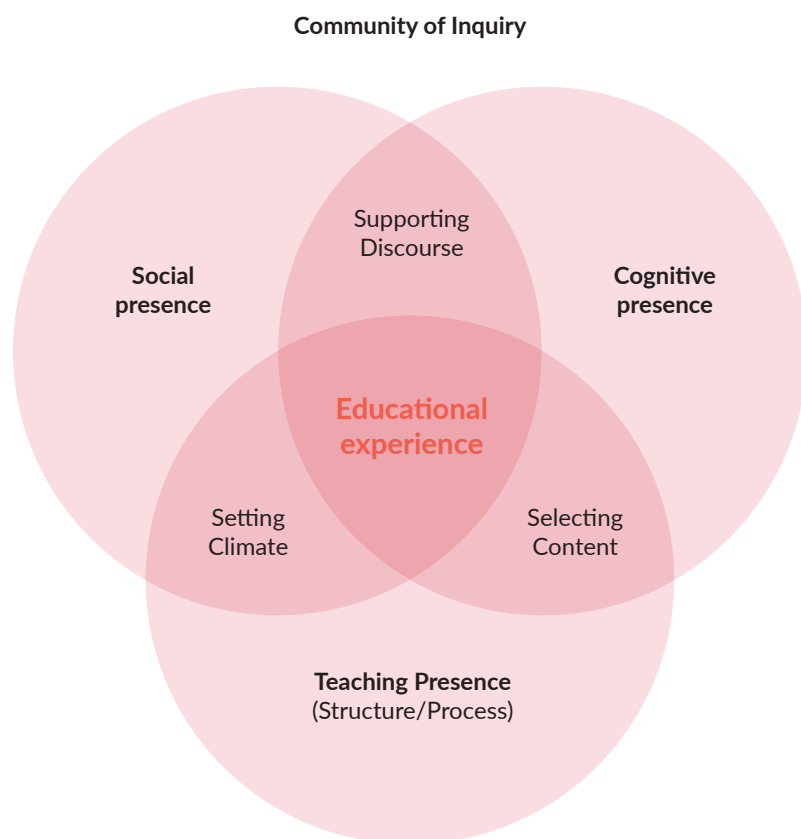 Community of Inquiry
Supporting
Discourse
Social
presence
Cognitive
presence
Educational
experience
Setting
Climate
Selecting
Content
Teaching Presence
(Structure/Process)